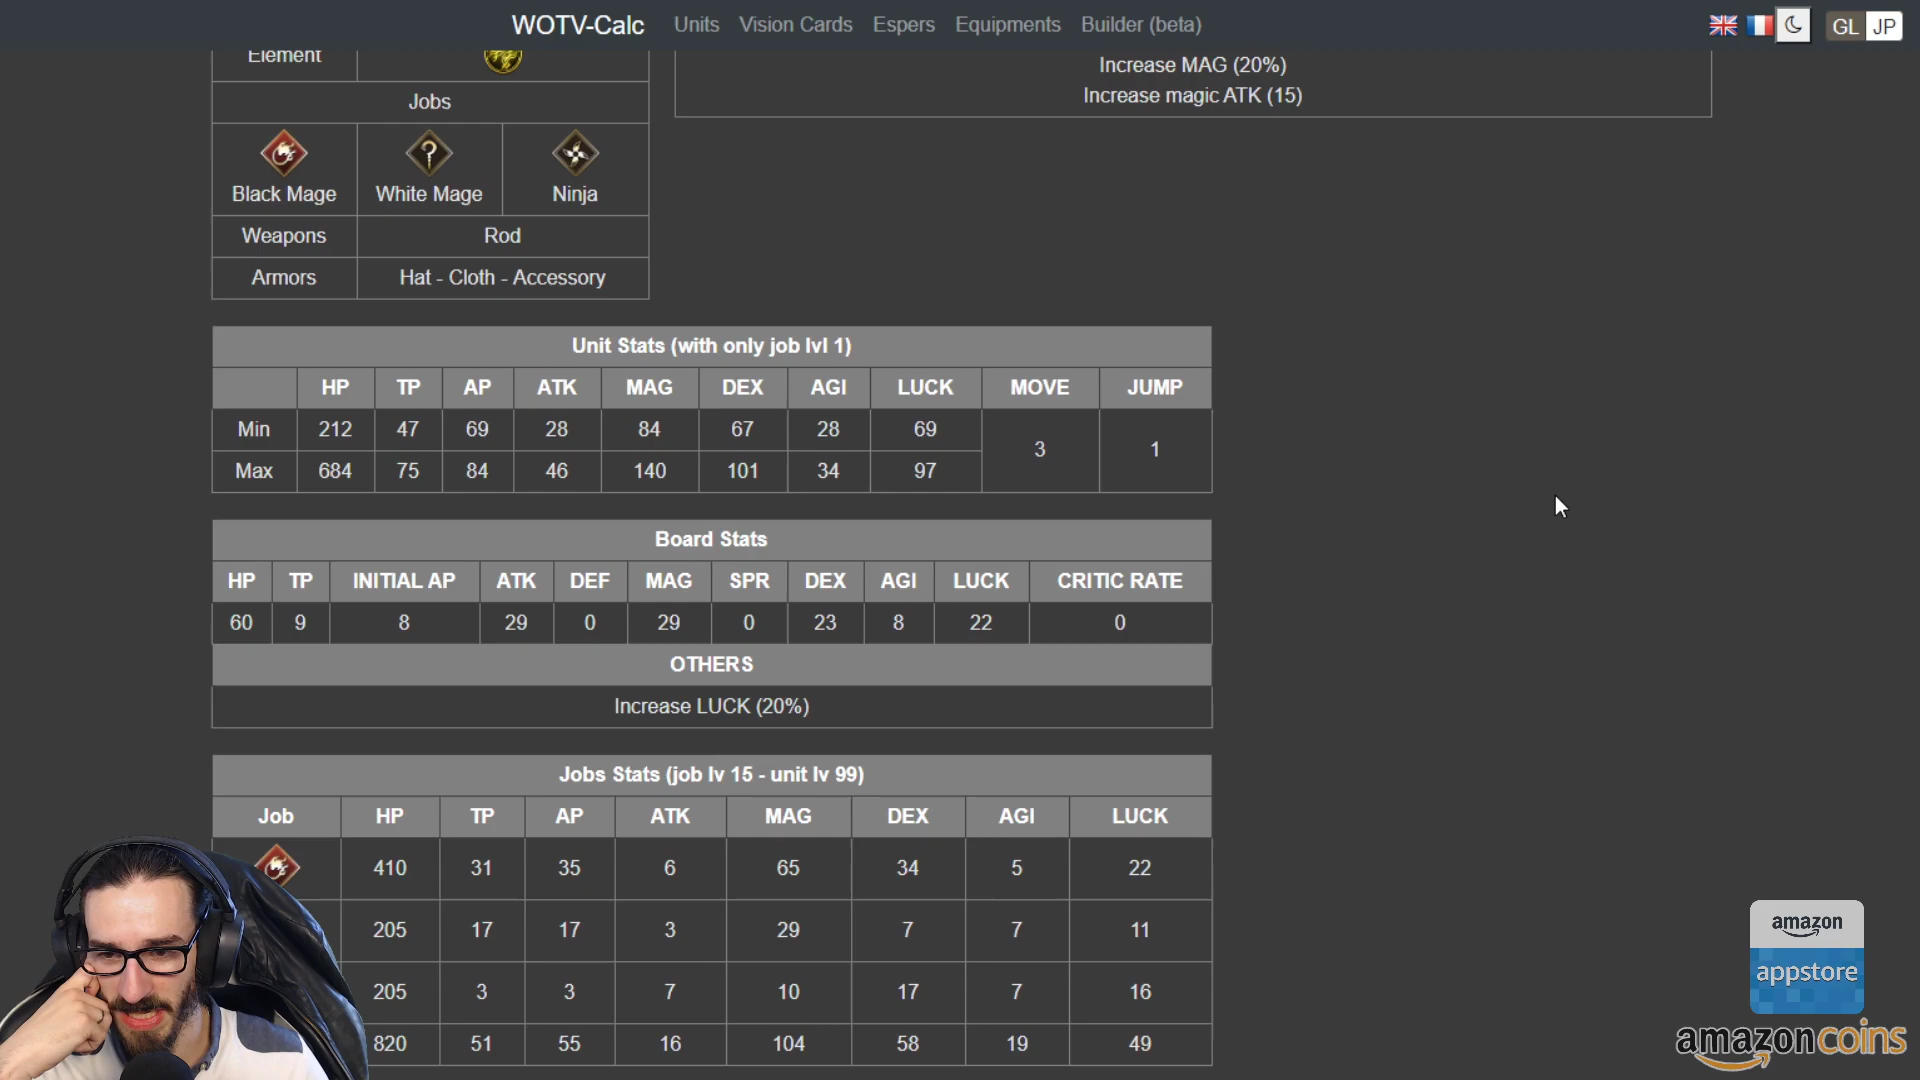 WOTV-Calc Units Vision Cards Espers Equipments Builder (beta) GL JP
Element
Increase MAG (20%)
Increase magic ATK (15)
Jobs
Black Mage White Mage Ninja
Weapons Rod
Armors Hat - Cloth - Accessory
Unit Stats (with only job lvl 1)
HP TP AP ATK MAG DEX AGI LUCK MOVE JUMP
Min 212 47 69 28 84 67 28 69 3 1
Max 684 75 84 46 140 101 34 97
Board Stats
HP TP INITIAL AP ATK DEF MAG SPR DEX AGI LUCK CRITIC RATE
60 9 8 29 0 29 0 23 8 22 0
OTHERS
Increase LUCK (20%)
Jobs Stats (job lv 15 - unit lv 99)
Job HP TP AP ATK MAG DEX AGI LUCK
410 31 35 6 65 34 5 22
205 17 17 3 29 7 7 11
205 3 3 7 10 17 7 16
820 51 55 16 104 58 19 49
amazon
appstore
amazoncoins